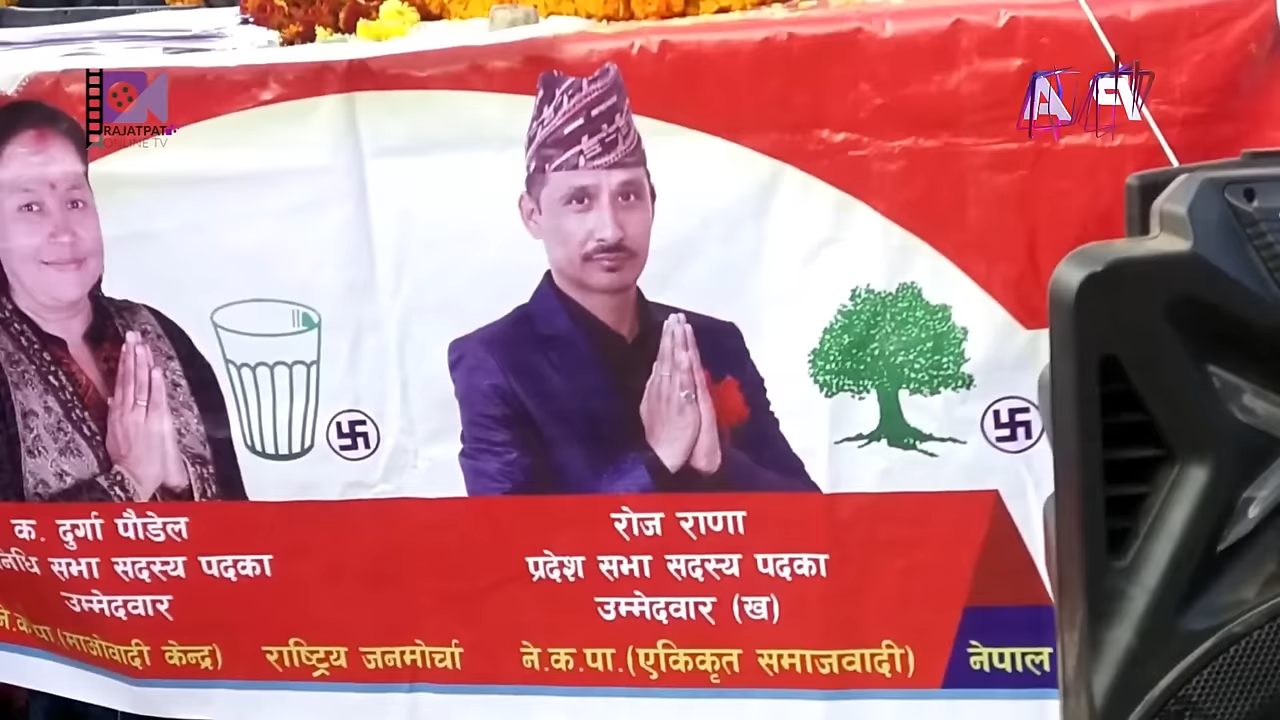 RAJATPAT
ONLINE TV
क. दुर्गा पौडेल
निधि सभा सदस्य पदका
उम्मेदवार
रोज राणा
प्रदेश सभा सदस्य पदका
उम्मेदवार (ख)
ने.क.पा (माओवादी केन्द्र) राष्ट्रिय जनमोर्चा ने.क.पा.(एकिकृत समाजवादी) नेपाल